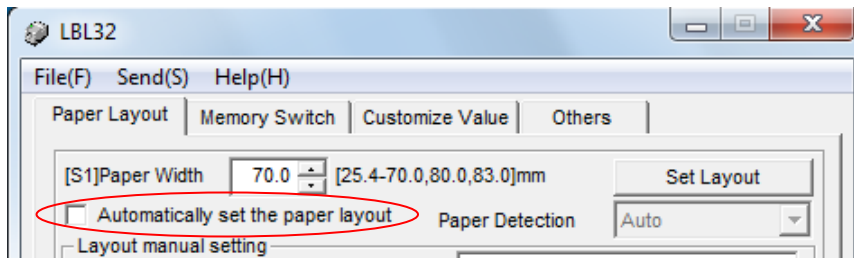 LBL32
File(F) Send(S) Help(H)
Paper Layout Memory Switch Customize Value Others
[S1]Paper Width 70.0 [25.4-70.0,80.0,83.0]mm Set Layout
Automatically set the paper layout Paper Detection Auto
Layout manual setting